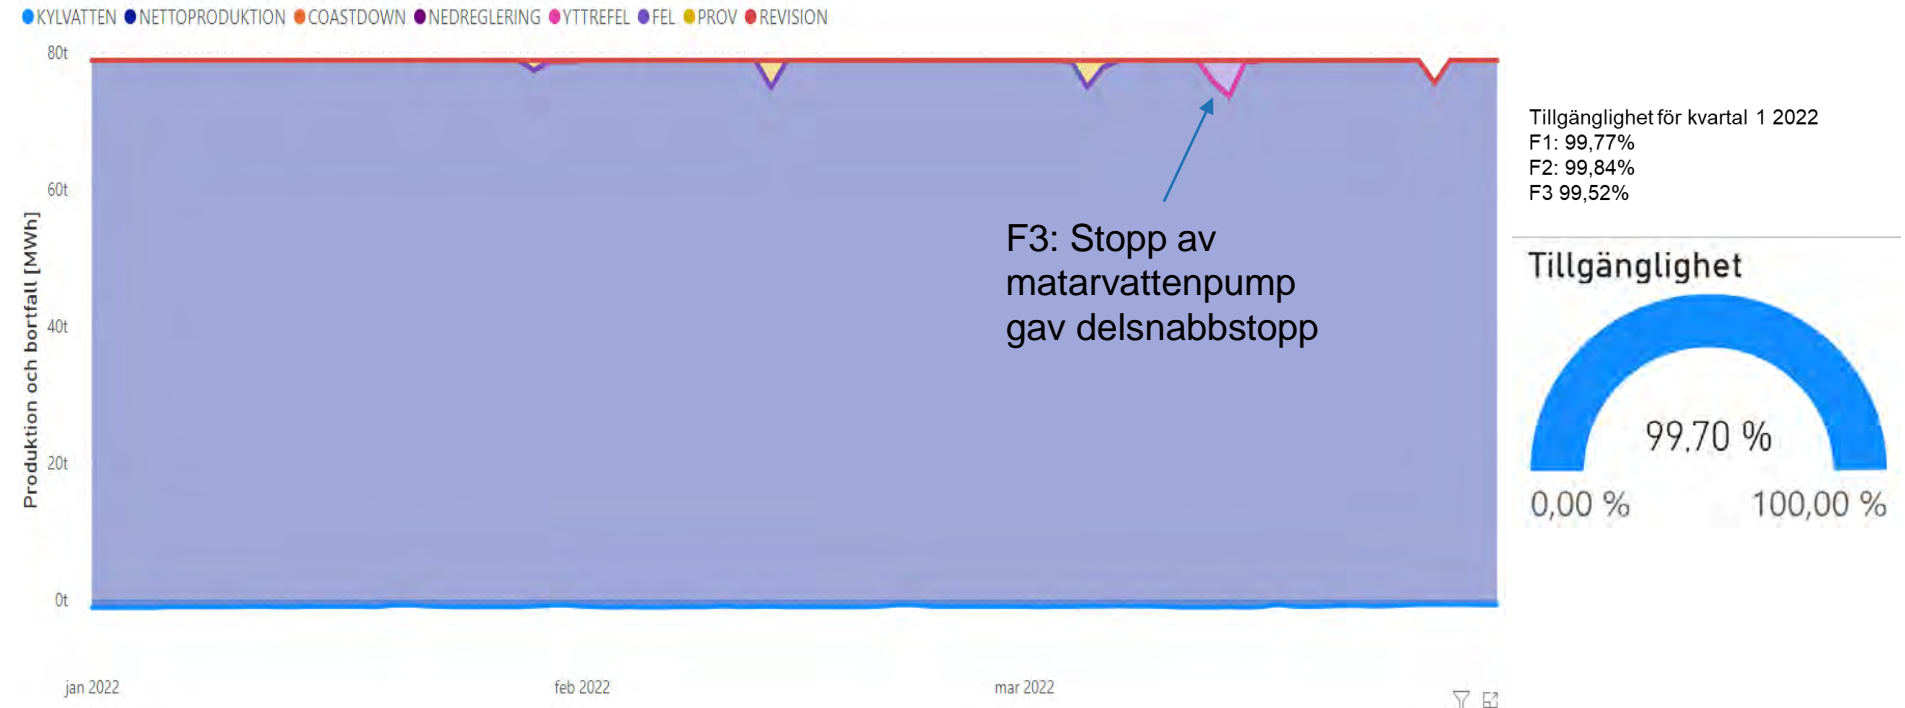 KYLVATTEN NETTOPRODUKTION COASTDOWN NEDREGLERING YTTREFEL FEL PROV REVISION
80t
60t
40t
20t
0t
Produktion och bortfall [MWh]
jan 2022
feb 2022
mar 2022
F3: Stopp av
matarvattenpump
gav delsnabbstopp
Tillgänglighet för kvartal 1 2022
F1: 99,77%
F2: 99,84%
F3 99,52%
Tillgänglighet
99,70 %
0,00 %
100,00 %